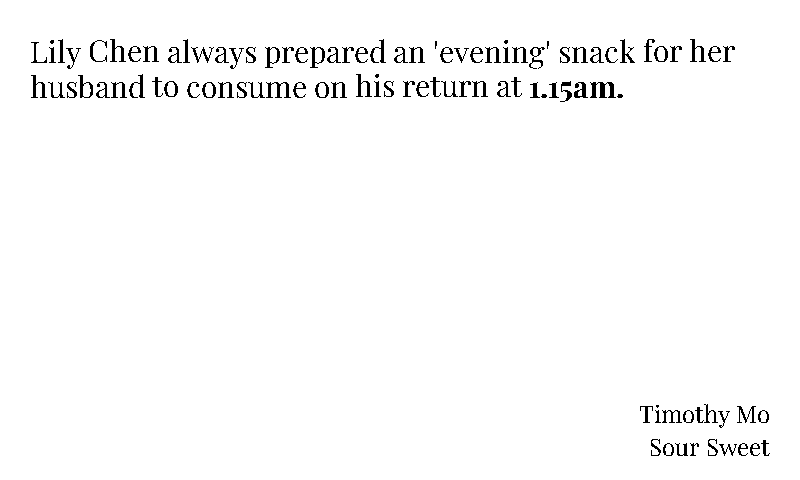 Lily Chen always prepared an 'evening' snack for her
husband to consume on his return at 1.15am.
Timothy Mo
Sour Sweet